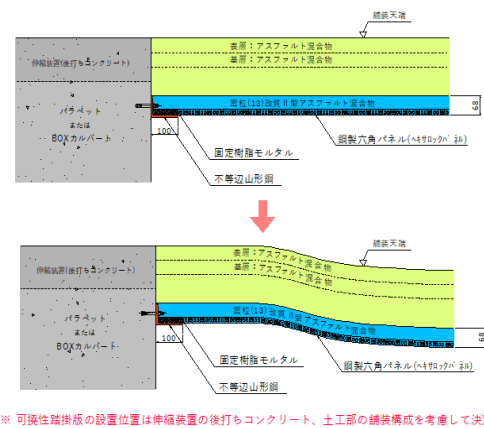 舗装天端
表層：アスファルト混合物
基層：アスファルト混合物
伸縮装置(後打ちコンクリート)
密粒(13)改質Ⅱ型アスファルト混合物
68
パラペット
または
BOXカルバート
100
鋼製六角パネル(ヘキサロックパネル)
固定樹脂モルタル
不等辺山形鋼
舗装天端
表層：アスファルト混合物
基層：アスファルト混合物
伸縮装置(後打ちコンクリート)
密粒(13)改質Ⅱ型アスファルト混合物
パラペット
または
BOXカルバート
100
68
固定樹脂モルタル
鋼製六角パネル(ヘキサロックパネル)
不等辺山形鋼
※ 可撓性踏掛版の設置位置は伸縮装置の後打ちコンクリート、土工部の舗装構成を考慮して決